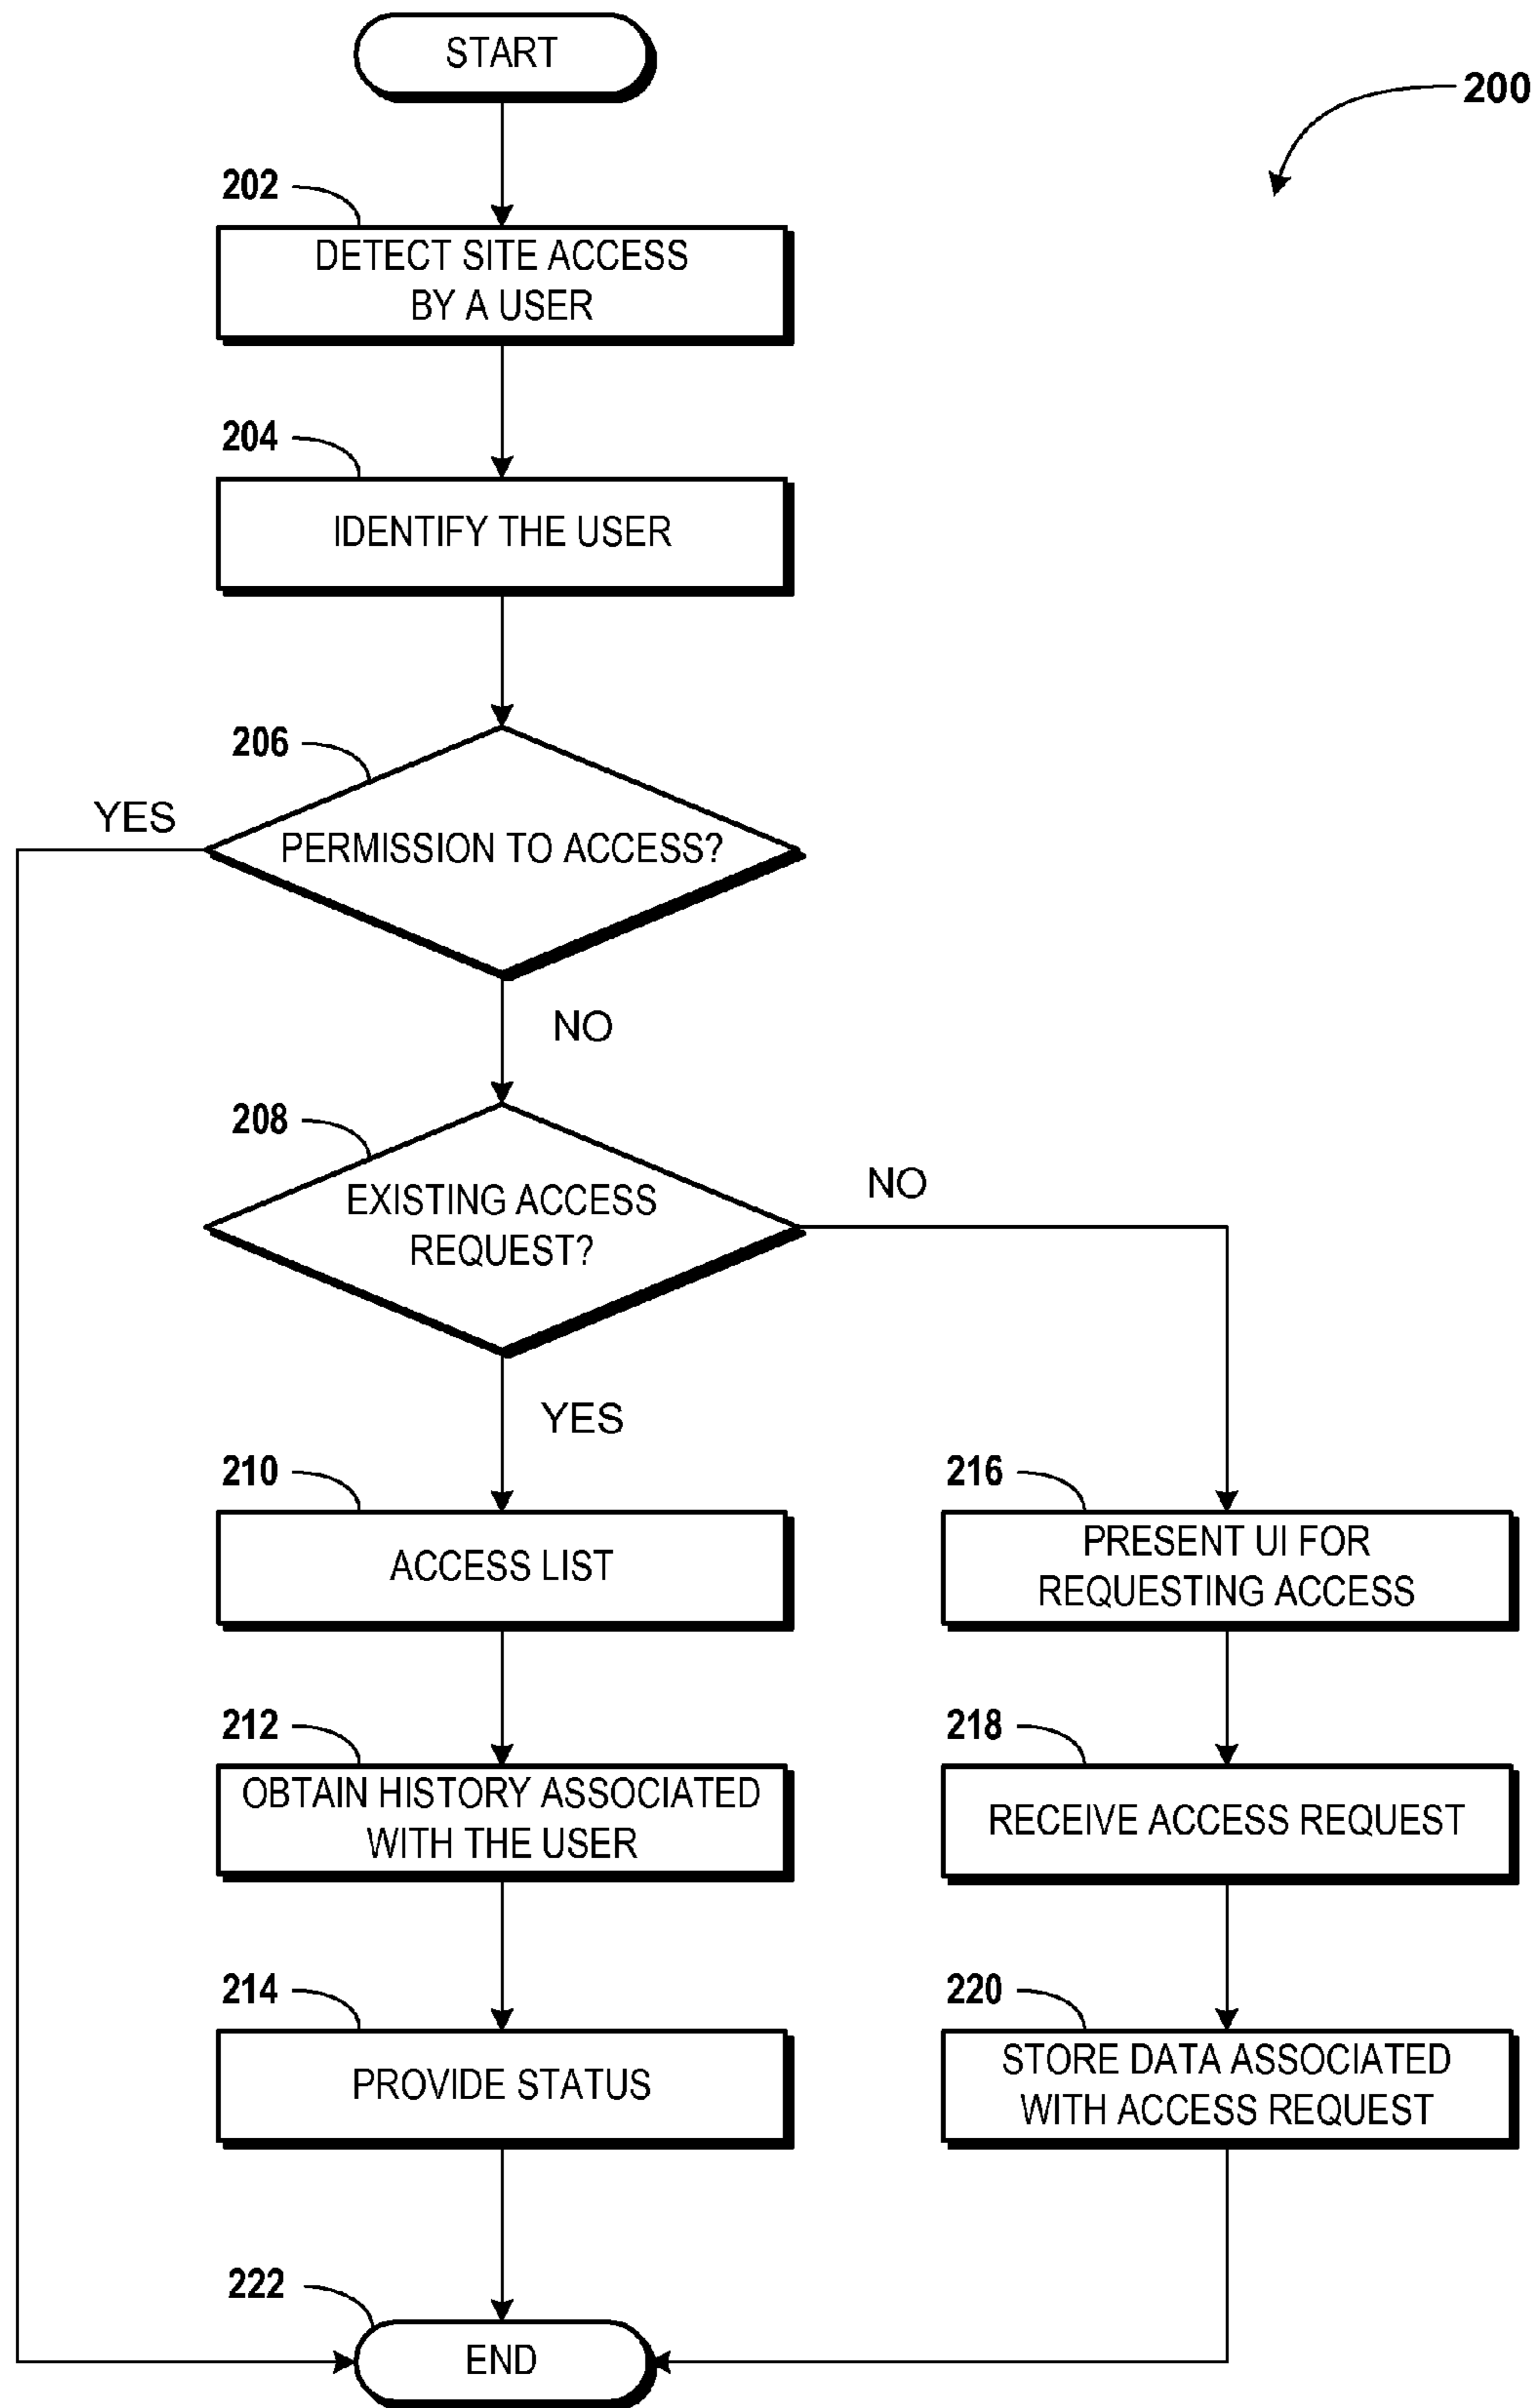 START
200
202
DETECT SITE ACCESS
BY A USER
204
IDENTIFY THE USER
206
YES
PERMISSION TO ACCESS?
NO
208
EXISTING ACCESS
REQUEST?
NO
YES
210
ACCESS LIST
216
PRESENT UI FOR
REQUESTING ACCESS
212
OBTAIN HISTORY ASSOCIATED
WITH THE USER
218
RECEIVE ACCESS REQUEST
214
PROVIDE STATUS
220
STORE DATA ASSOCIATED
WITH ACCESS REQUEST
222
END